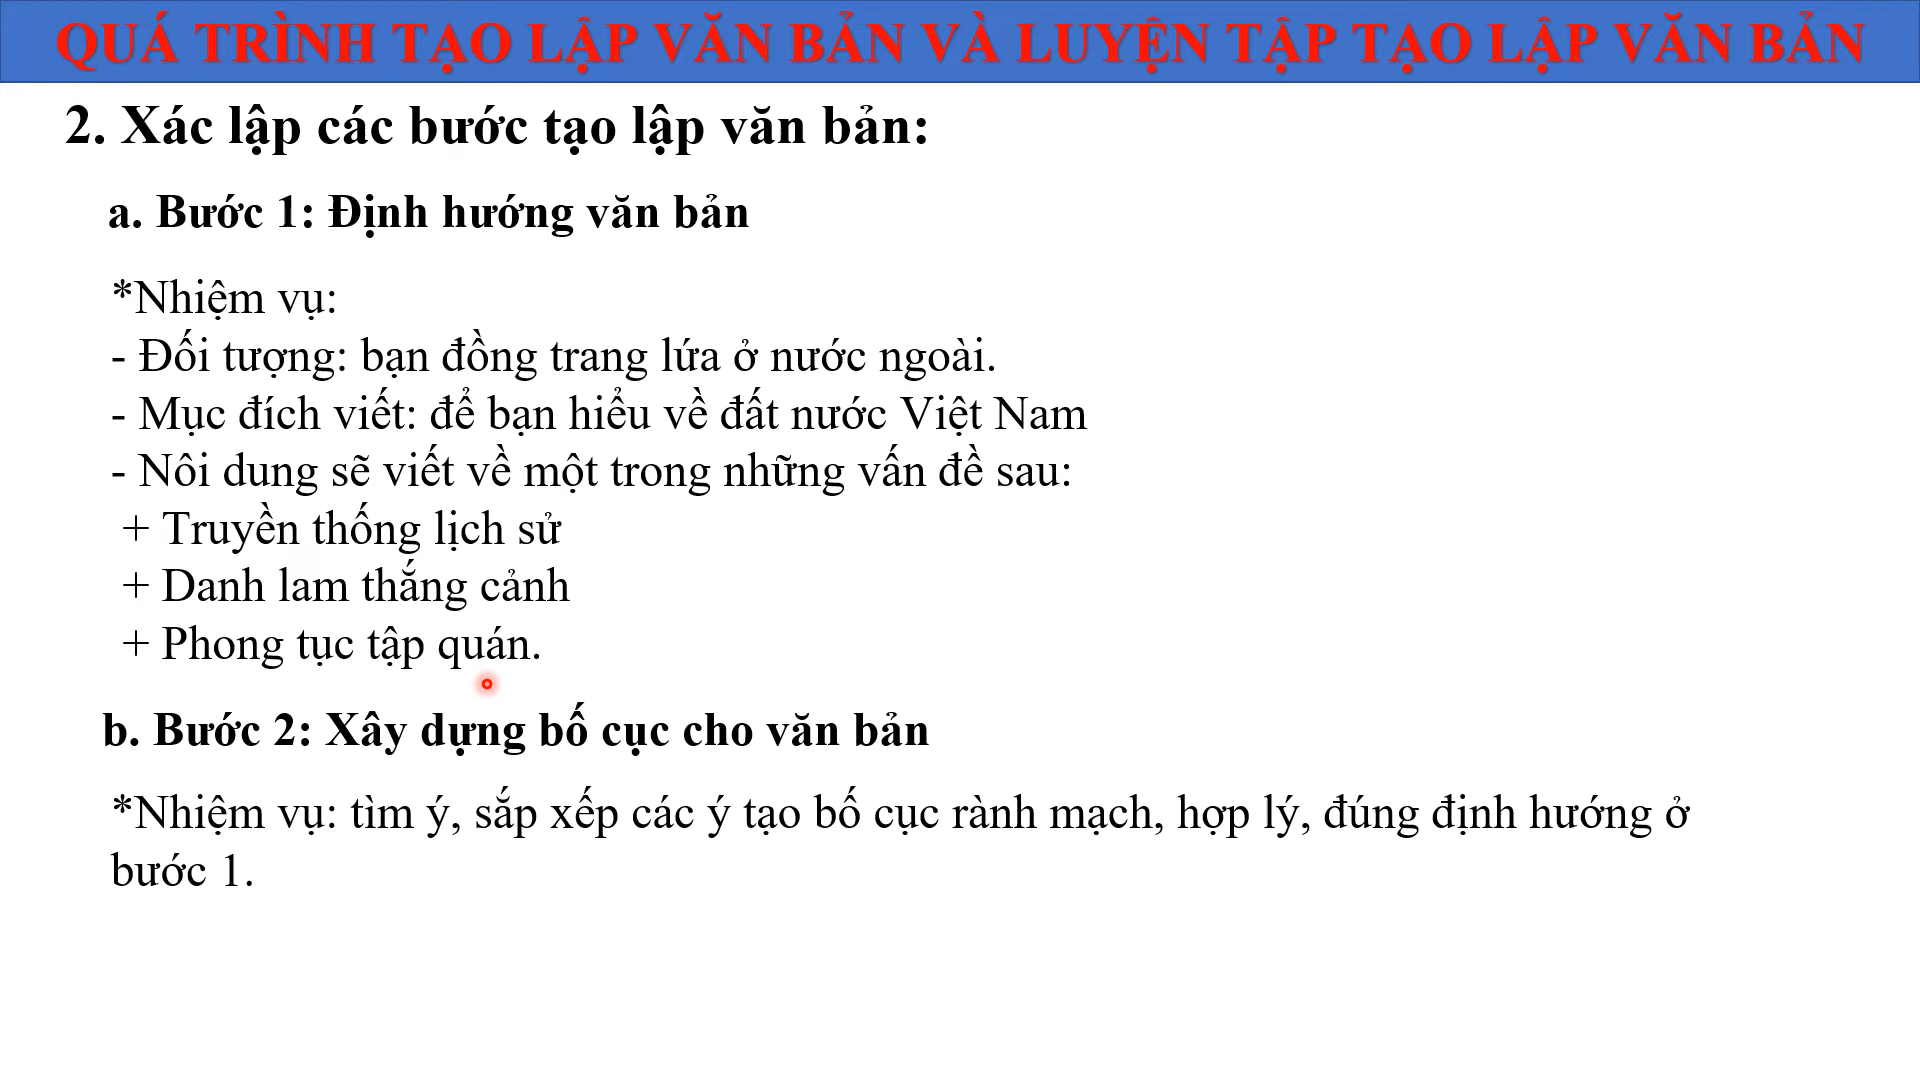 QUÁ TRÌNH TẠO LẬP VĂN BẢN VÀ LUYỆN TẬP TẠO LẬP VĂN BẢN
2. Xác lập các bước tạo lập văn bản:
a. Bước 1: Định hướng văn bản
*Nhiệm vụ:
- Đối tượng: bạn đồng trang lứa ở nước ngoài.
- Mục đích viết: để bạn hiểu về đất nước Việt Nam
- Nôi dung sẽ viết về một trong những vấn đề sau:
+ Truyền thống lịch sử
+ Danh lam thắng cảnh
+ Phong tục tập quán.
b. Bước 2: Xây dựng bố cục cho văn bản
*Nhiệm vụ: tìm ý, sắp xếp các ý tạo bố cục rành mạch, hợp lý, đúng định hướng ở
bước 1.